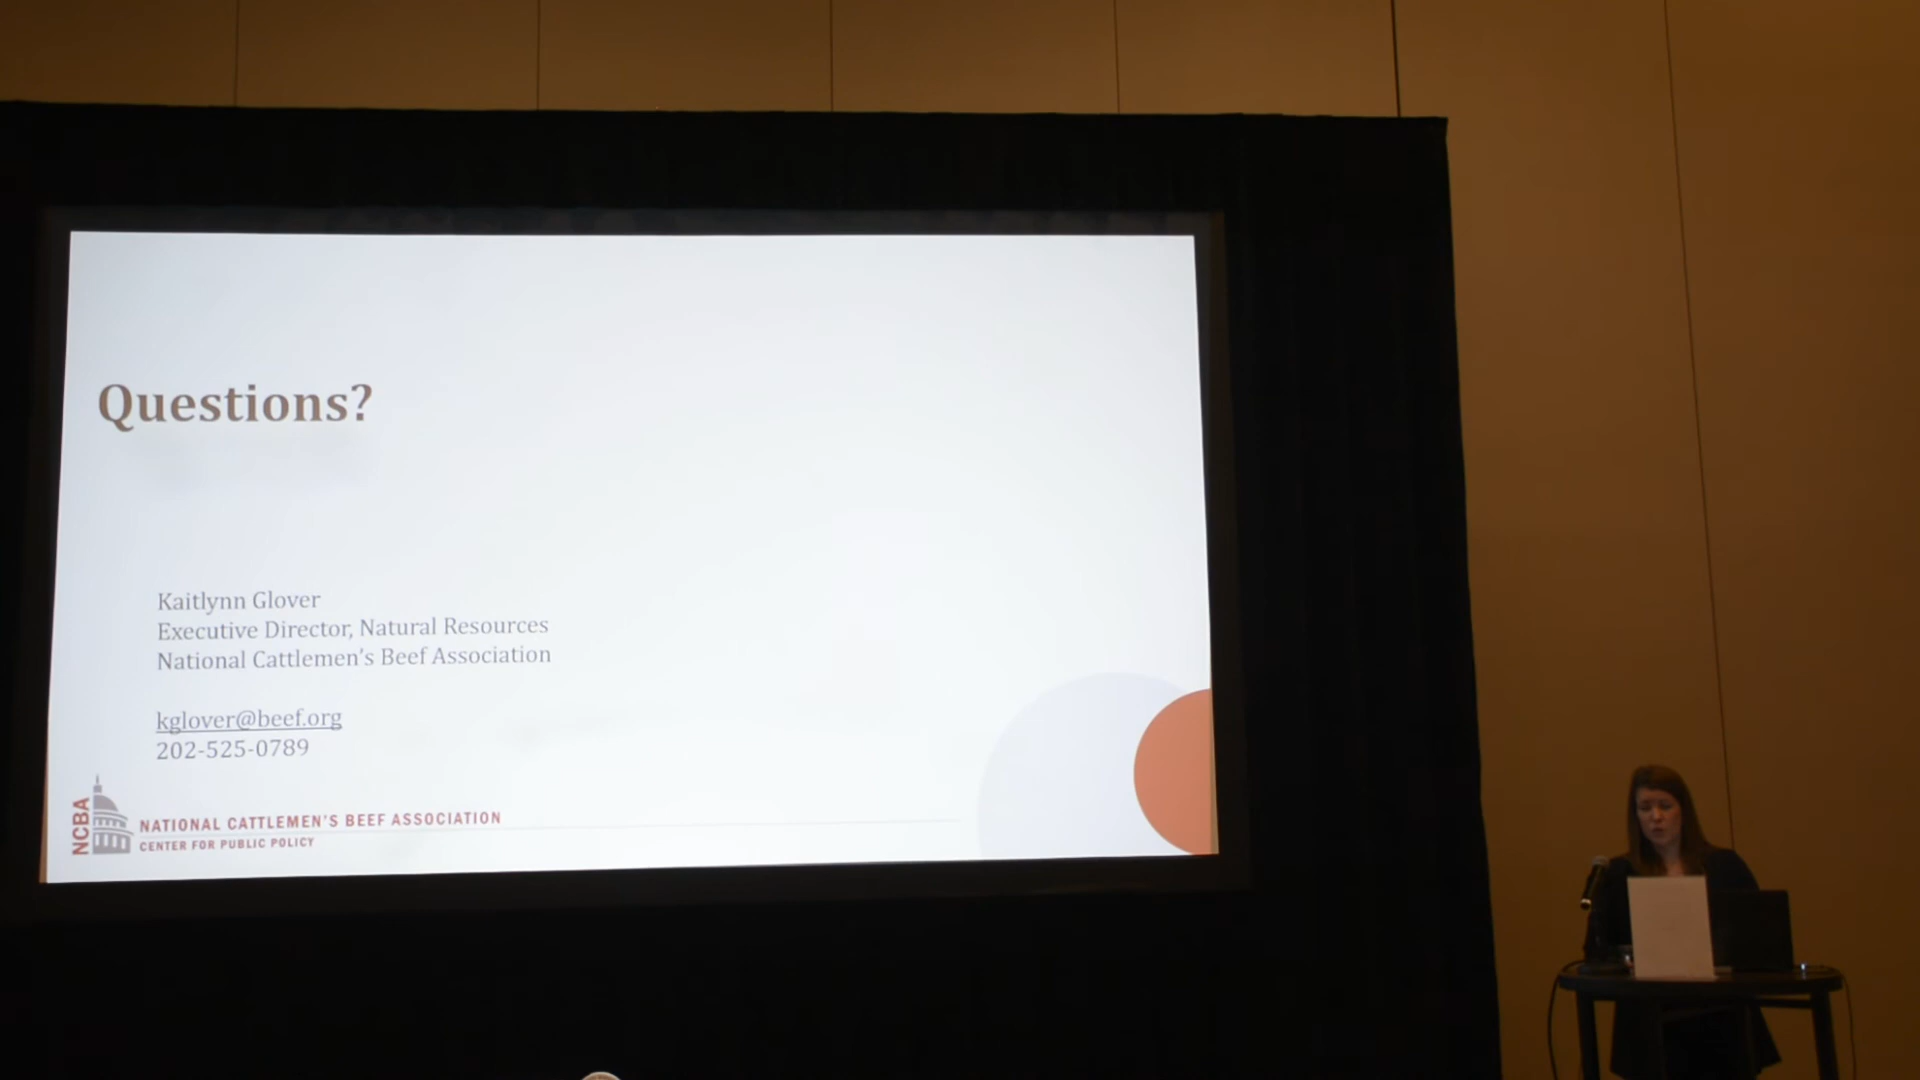 Questions?
Kaitlynn Glover
Executive Director, Natural Resources
National Cattlemen's Beef Association
kglover@beef.org
202-525-0789
NCBA
NATIONAL CATTLEMEN'S BEEF ASSOCIATION
CENTER FOR PUBLIC POLICY